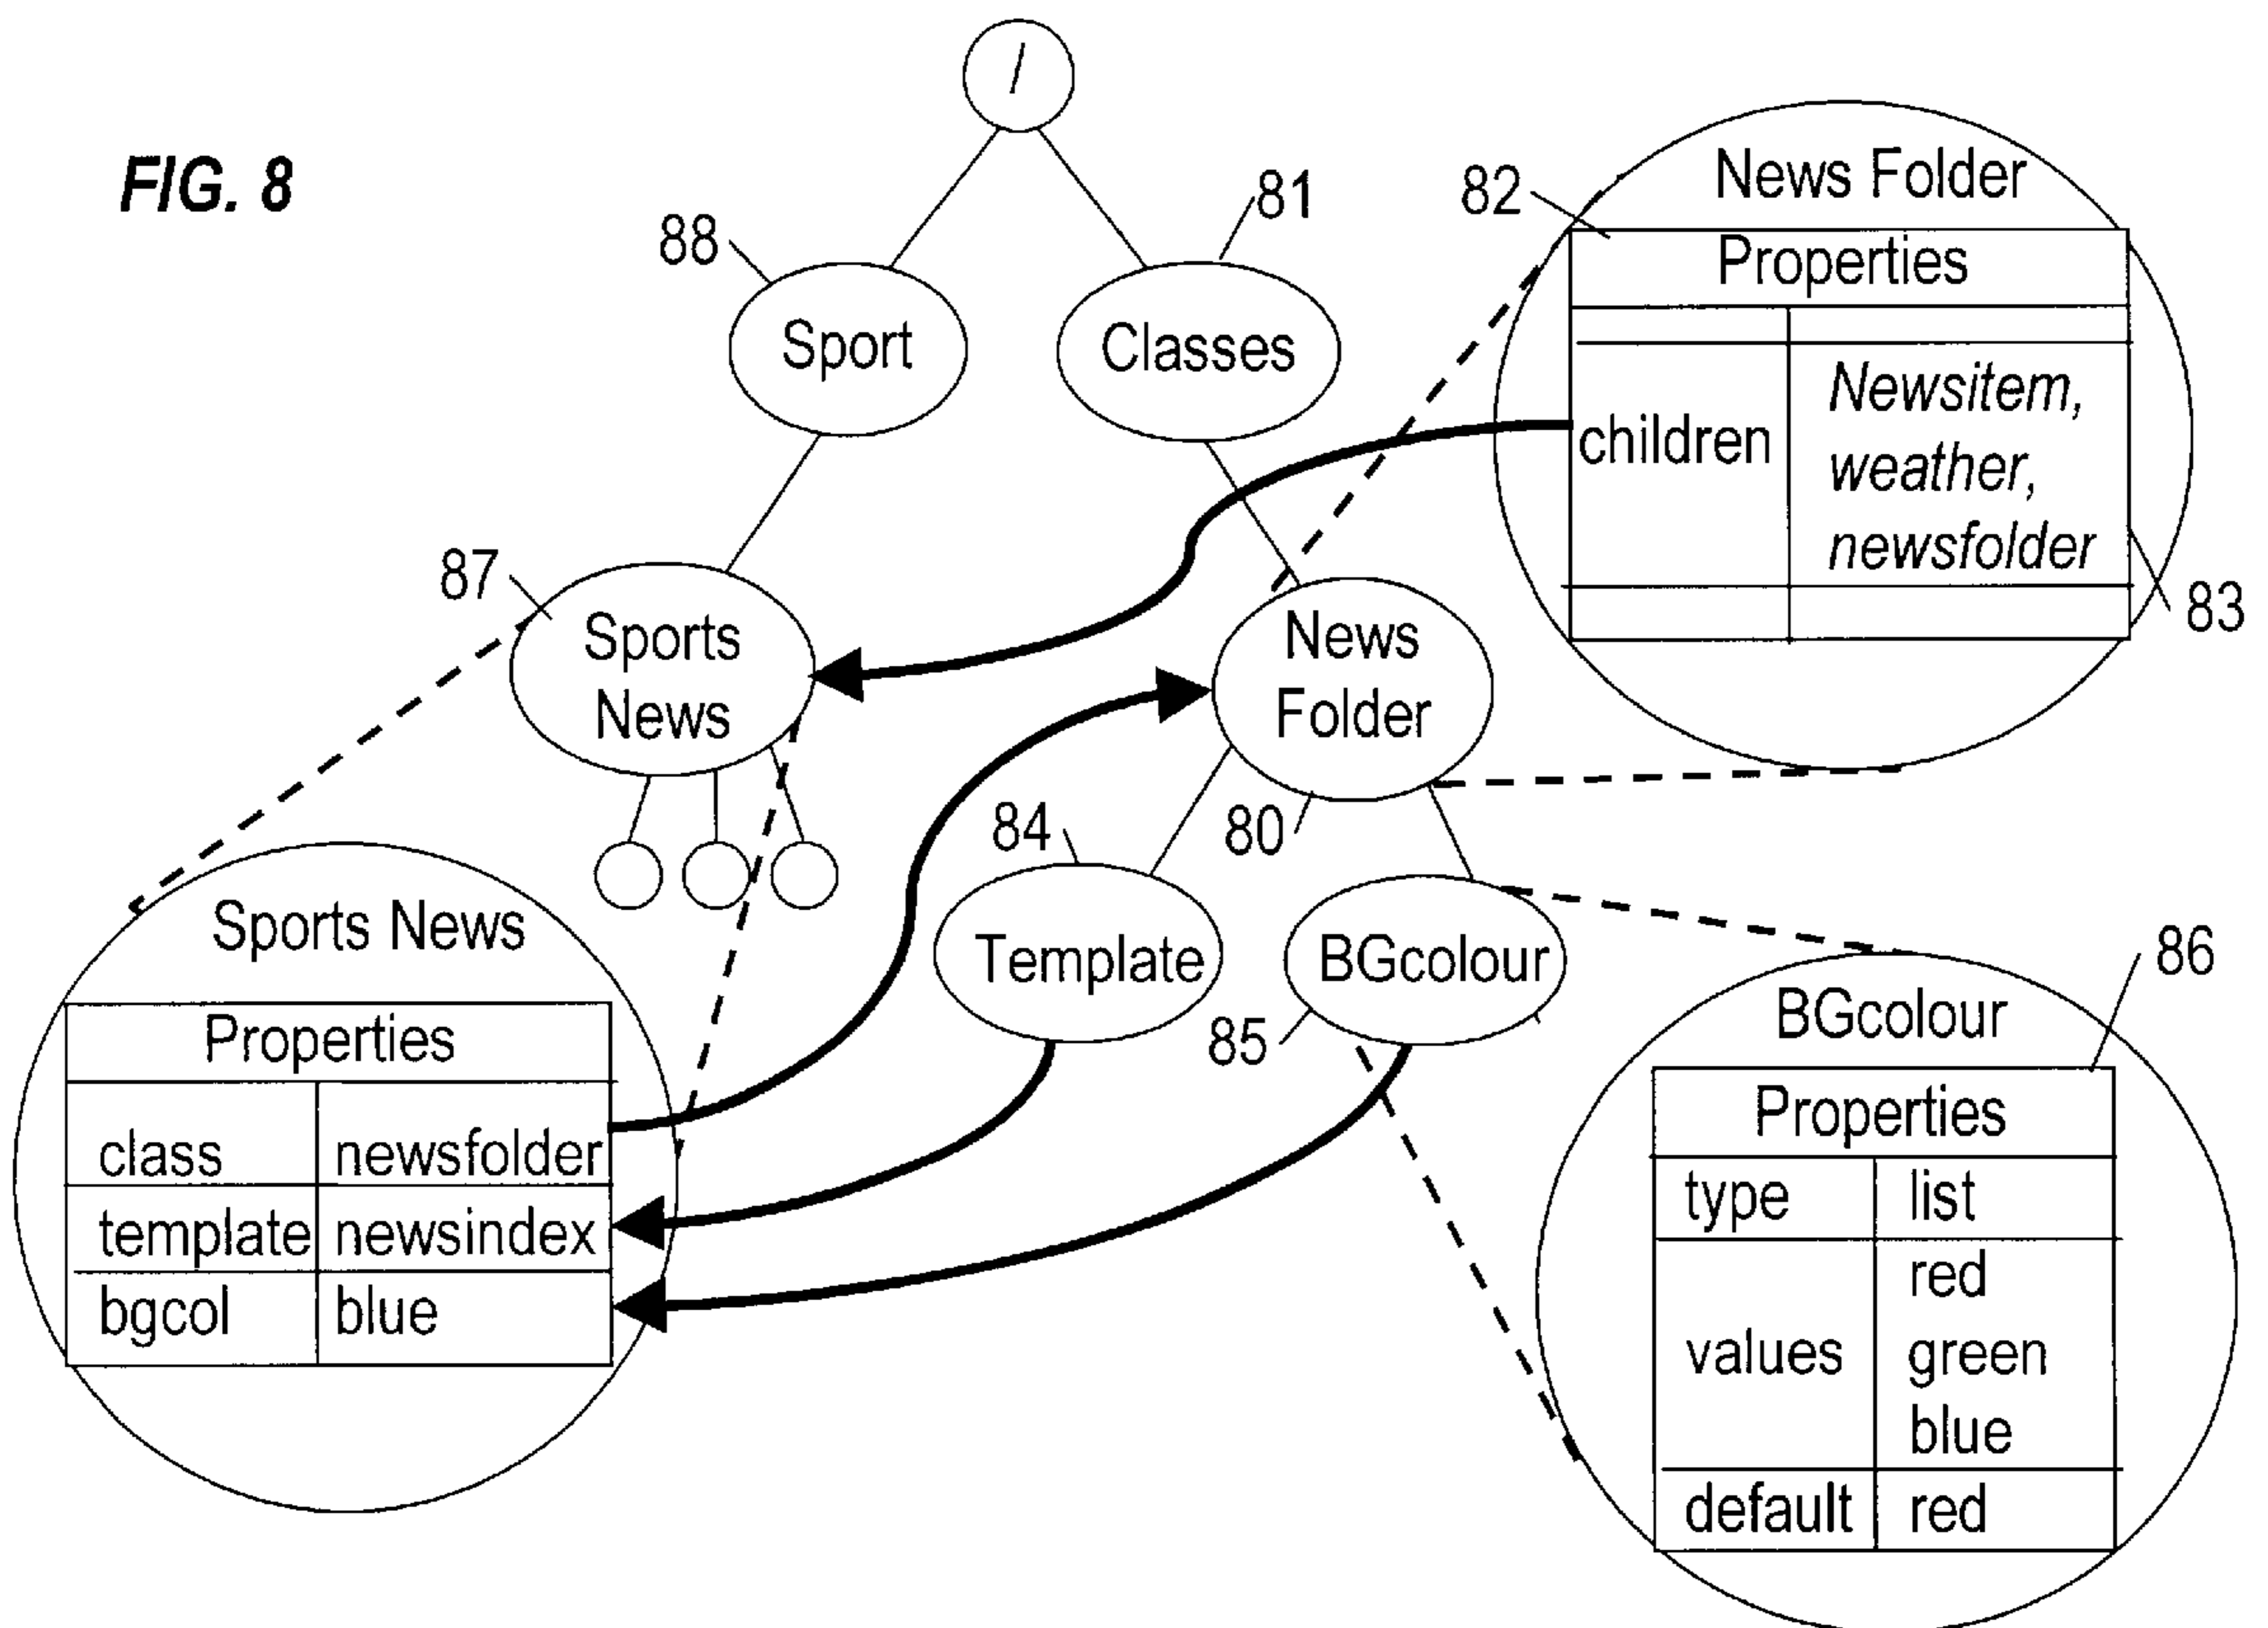 FIG. 8
/
88
81
Sport
Classes
82
News Folder
Properties
children
Newsitem,
weather,
newsfolder
83
87
Sports
News
News
Folder
80
84
Template
BGcolour
85
Sports News
Properties
class newsfolder
template newsindex
bgcol blue
86
BGcolour
Properties
type list
values
red
green
blue
default red